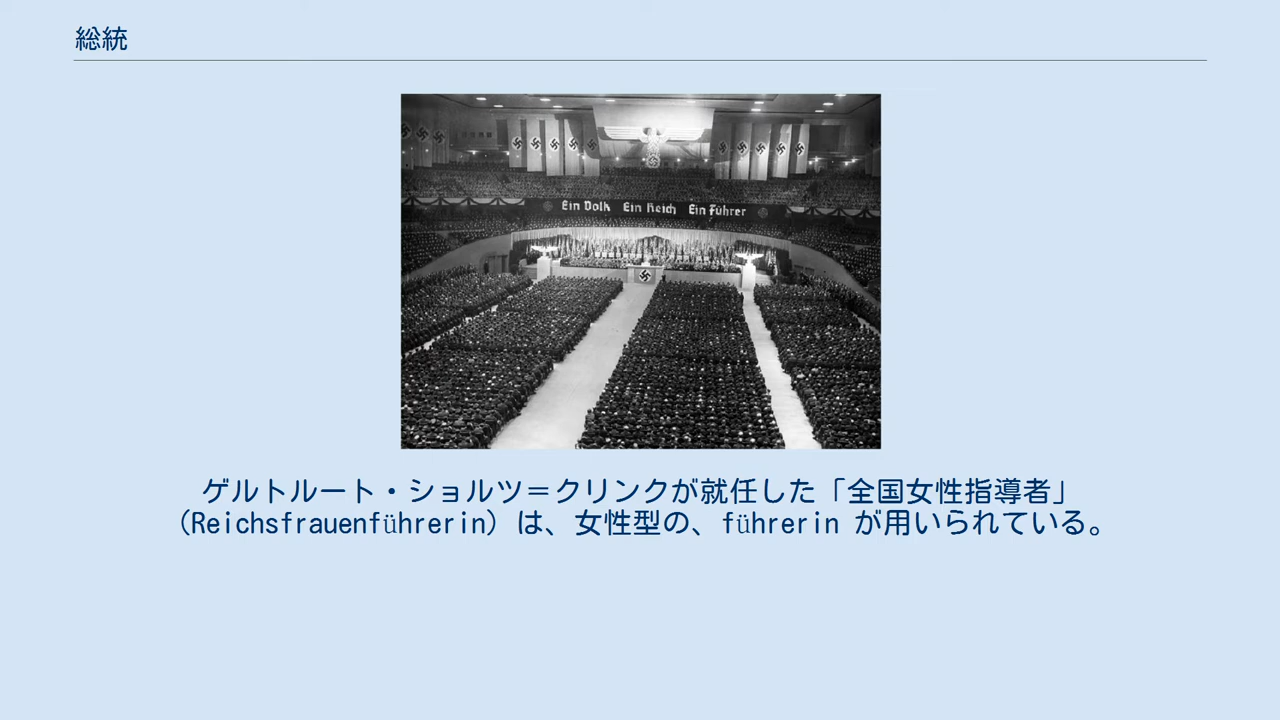 総統
Ein Volk Ein Reich Ein Führer
ゲルトルート・ショルツ＝クリンクが就任した「全国女性指導者」
（Reichsfrauenführerin）は、女性型の、führerin が用いられている。